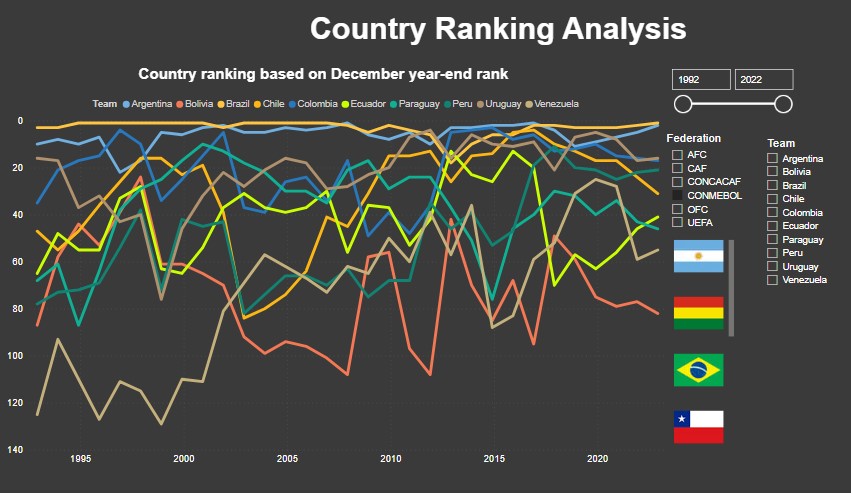 Country Ranking Analysis
Country ranking based on December year-end rank
Team Argentina Bolivia Brazil Chile Colombia Ecuador Paraguay Peru Uruguay Venezuela
0
20
40
60
80
100
120
140
1995 2000 2005 2010 2015 2020
1992 2022
Federation
AFC
CAF
CONCACAF
CONMEBOL
OFC
UEFA
Team
Argentina
Bolivia
Brazil
Chile
Colombia
Ecuador
Paraguay
Peru
Uruguay
Venezuela